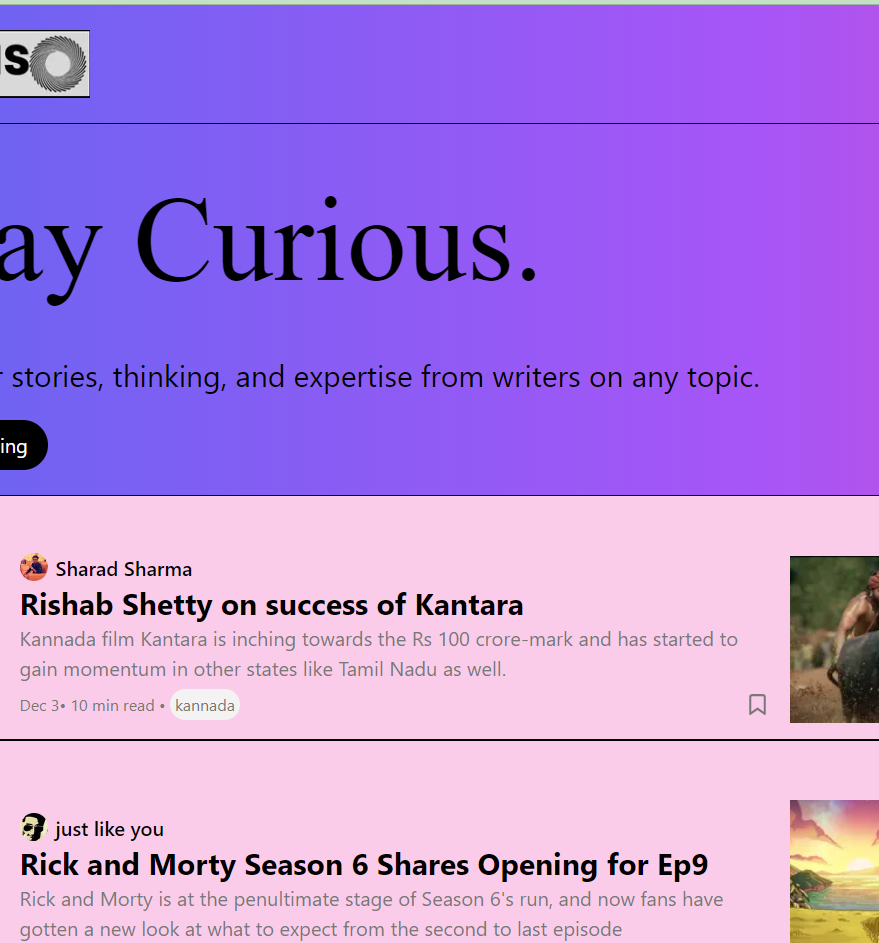 ay Curious.
stories, thinking, and expertise from writers on any topic.
ing
Sharad Sharma
Rishab Shetty on success of Kantara
Kannada film Kantara is inching towards the Rs 100 crore-mark and has started to
gain momentum in other states like Tamil Nadu as well.
Dec 3• 10 min read • kannada
just like you
Rick and Morty Season 6 Shares Opening for Ep9
Rick and Morty is at the penultimate stage of Season 6's run, and now fans have
gotten a new look at what to expect from the second to last episode